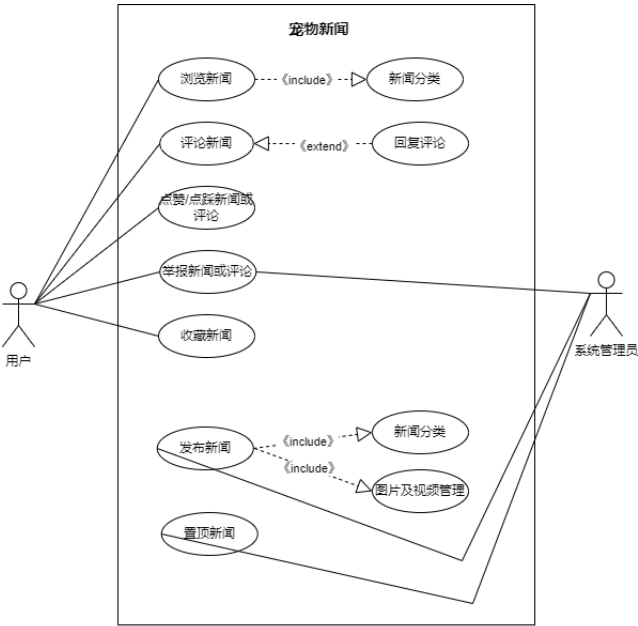 宠物新闻
浏览新闻
《include》
新闻分类
评论新闻
《extend》
回复评论
点赞/点踩新闻或
评论
举报新闻或评论
收藏新闻
用户
系统管理员
发布新闻
《include》
新闻分类
《include》
图片及视频管理
置顶新闻